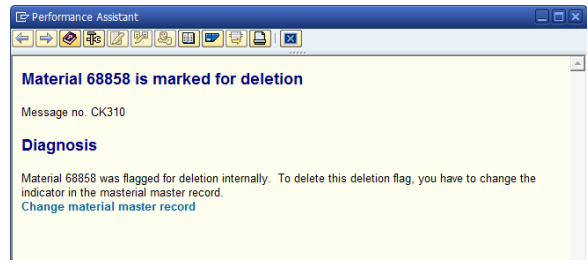 Performance Assistant
Material 68858 is marked for deletion
Message no. CK310
Diagnosis
Material 68858 was flagged for deletion internally.  To delete this deletion flag, you have to change the
indicator in the masterial master record.
Change material master record